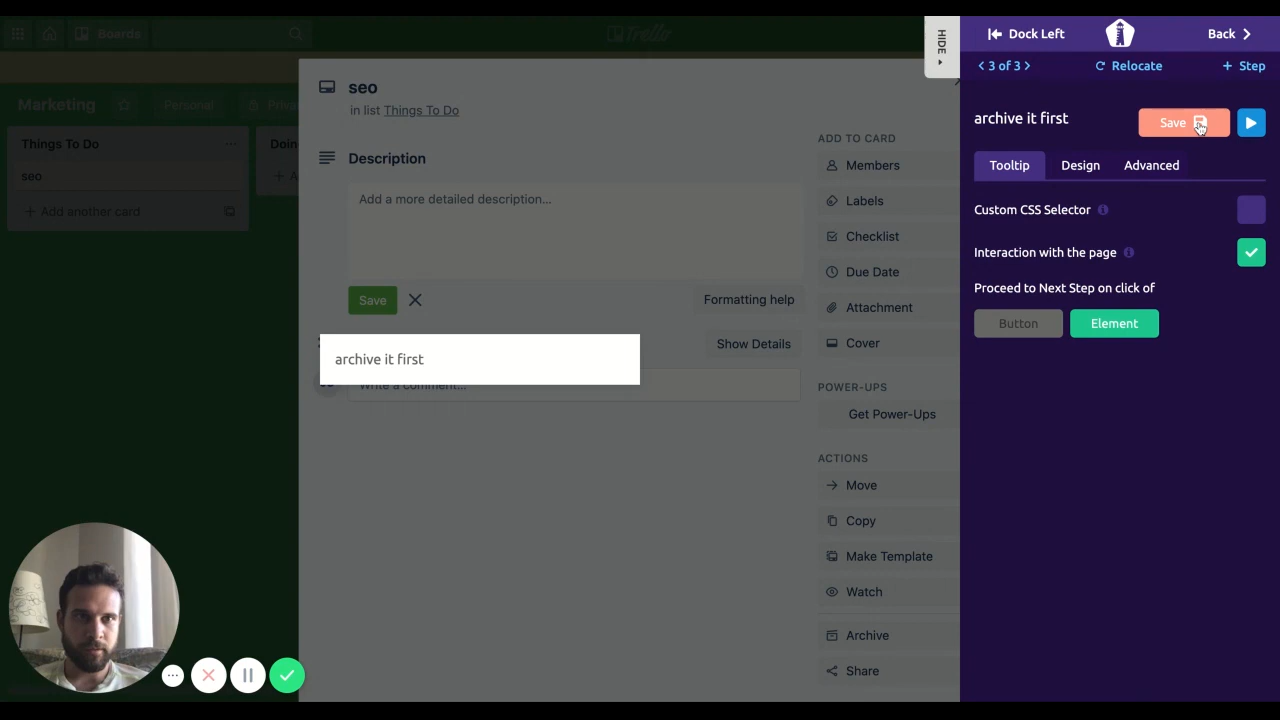 Boards
Trello
HIDE
Dock Left
Back
3 of 3
Relocate
+ Step
Marketing
Personal
seo
in list Things To Do
archive it first
Save
Things To Do
Doin
ADD TO CARD
Description
Members
Tooltip
Design
Advanced
seo
+ A
Add a more detailed description...
Labels
Custom CSS Selector
+ Add another card
Checklist
Interaction with the page
Due Date
Proceed to Next Step on click of
Save
Formatting help
Attachment
Button
Element
Show Details
Cover
archive it first
Write a comment...
POWER-UPS
Get Power-Ups
ACTIONS
Move
Copy
Make Template
Watch
Archive
Share